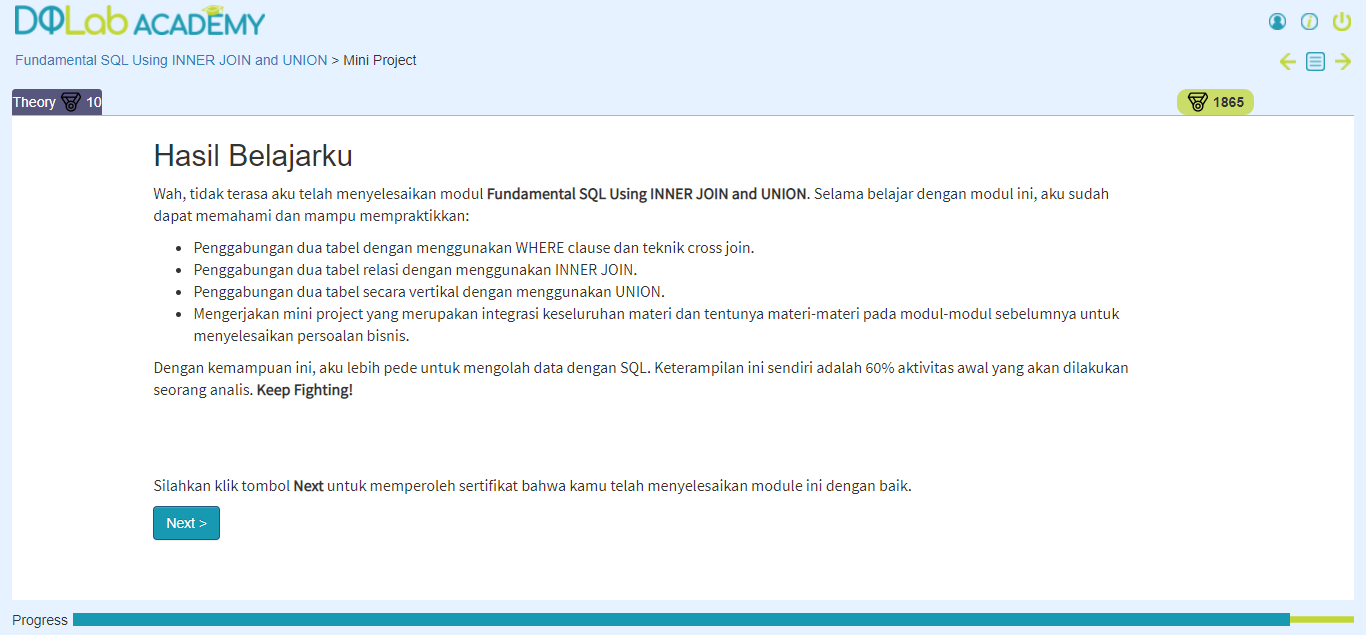 DQLab ACADEMY
Fundamental SQL Using INNER JOIN and UNION > Mini Project
Theory 10
1865
Hasil Belajarku
Wah, tidak terasa aku telah menyelesaikan modul Fundamental SQL Using INNER JOIN and UNION. Selama belajar dengan modul ini, aku sudah
dapat memahami dan mampu mempraktikkan:
• Penggabungan dua tabel dengan menggunakan WHERE clause dan teknik cross join.
• Penggabungan dua tabel relasi dengan menggunakan INNER JOIN.
• Penggabungan dua tabel secara vertikal dengan menggunakan UNION.
• Mengerjakan mini project yang merupakan integrasi keseluruhan materi dan tentunya materi-materi pada modul-modul sebelumnya untuk
menyelesaikan persoalan bisnis.
Dengan kemampuan ini, aku lebih pede untuk mengolah data dengan SQL. Keterampilan ini sendiri adalah 60% aktivitas awal yang akan dilakukan
seorang analis. Keep Fighting!
Silahkan klik tombol Next untuk memperoleh sertifikat bahwa kamu telah menyelesaikan module ini dengan baik.
Next >
Progress